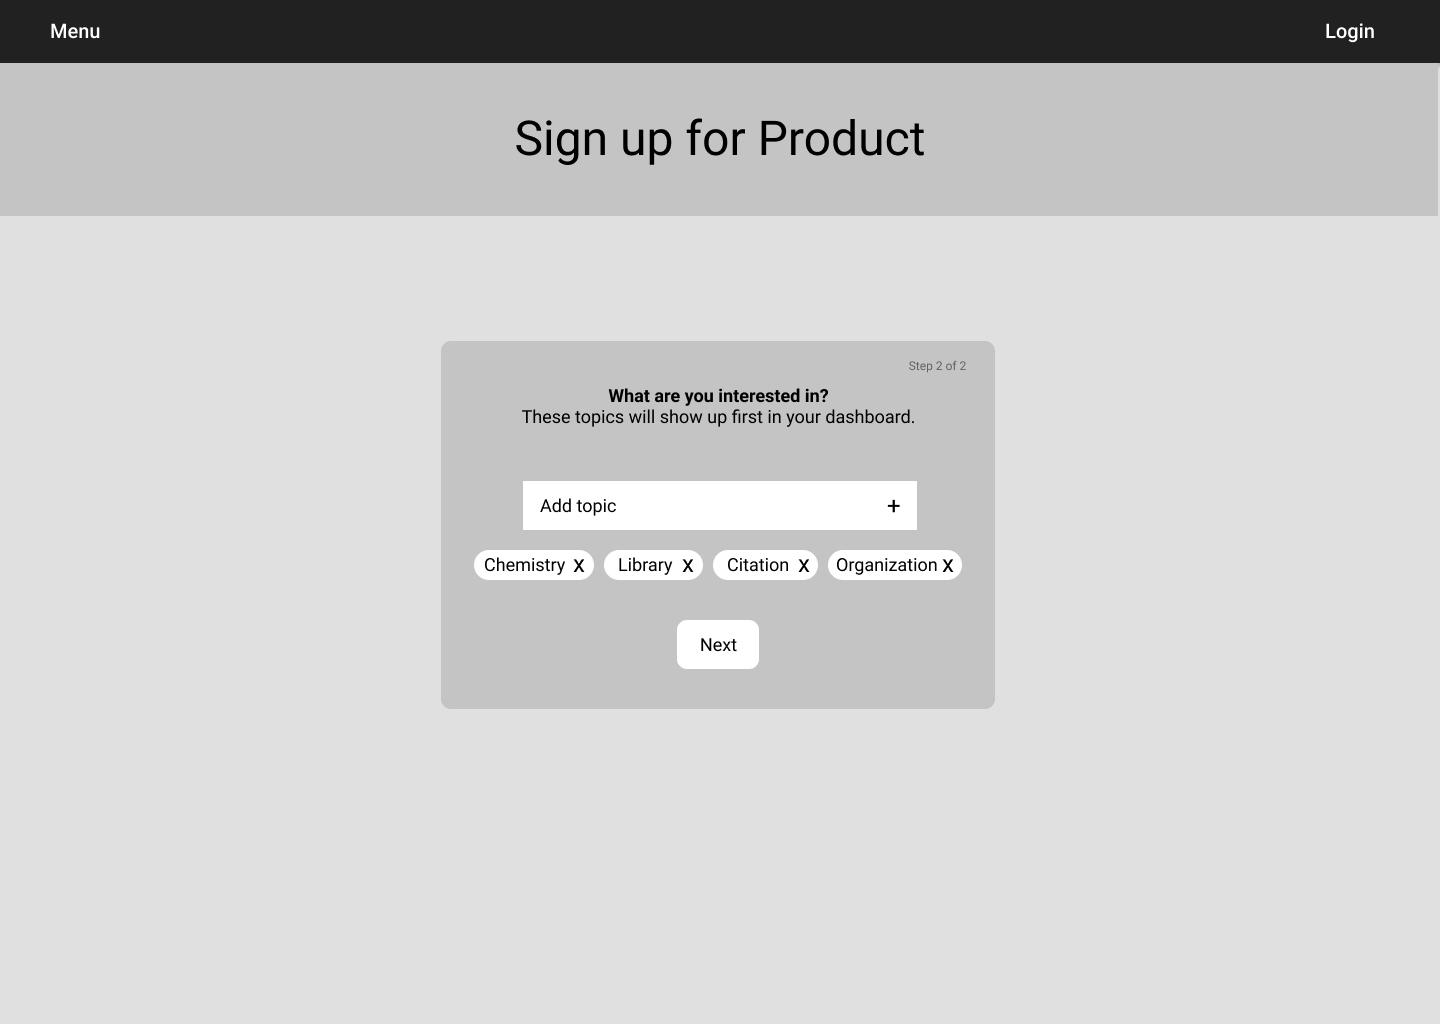 Menu Login
Sign up for Product
Step 2 of 2
What are you interested in?
These topics will show up first in your dashboard.
Add topic +
Chemistry X Library X Citation X Organization X
Next